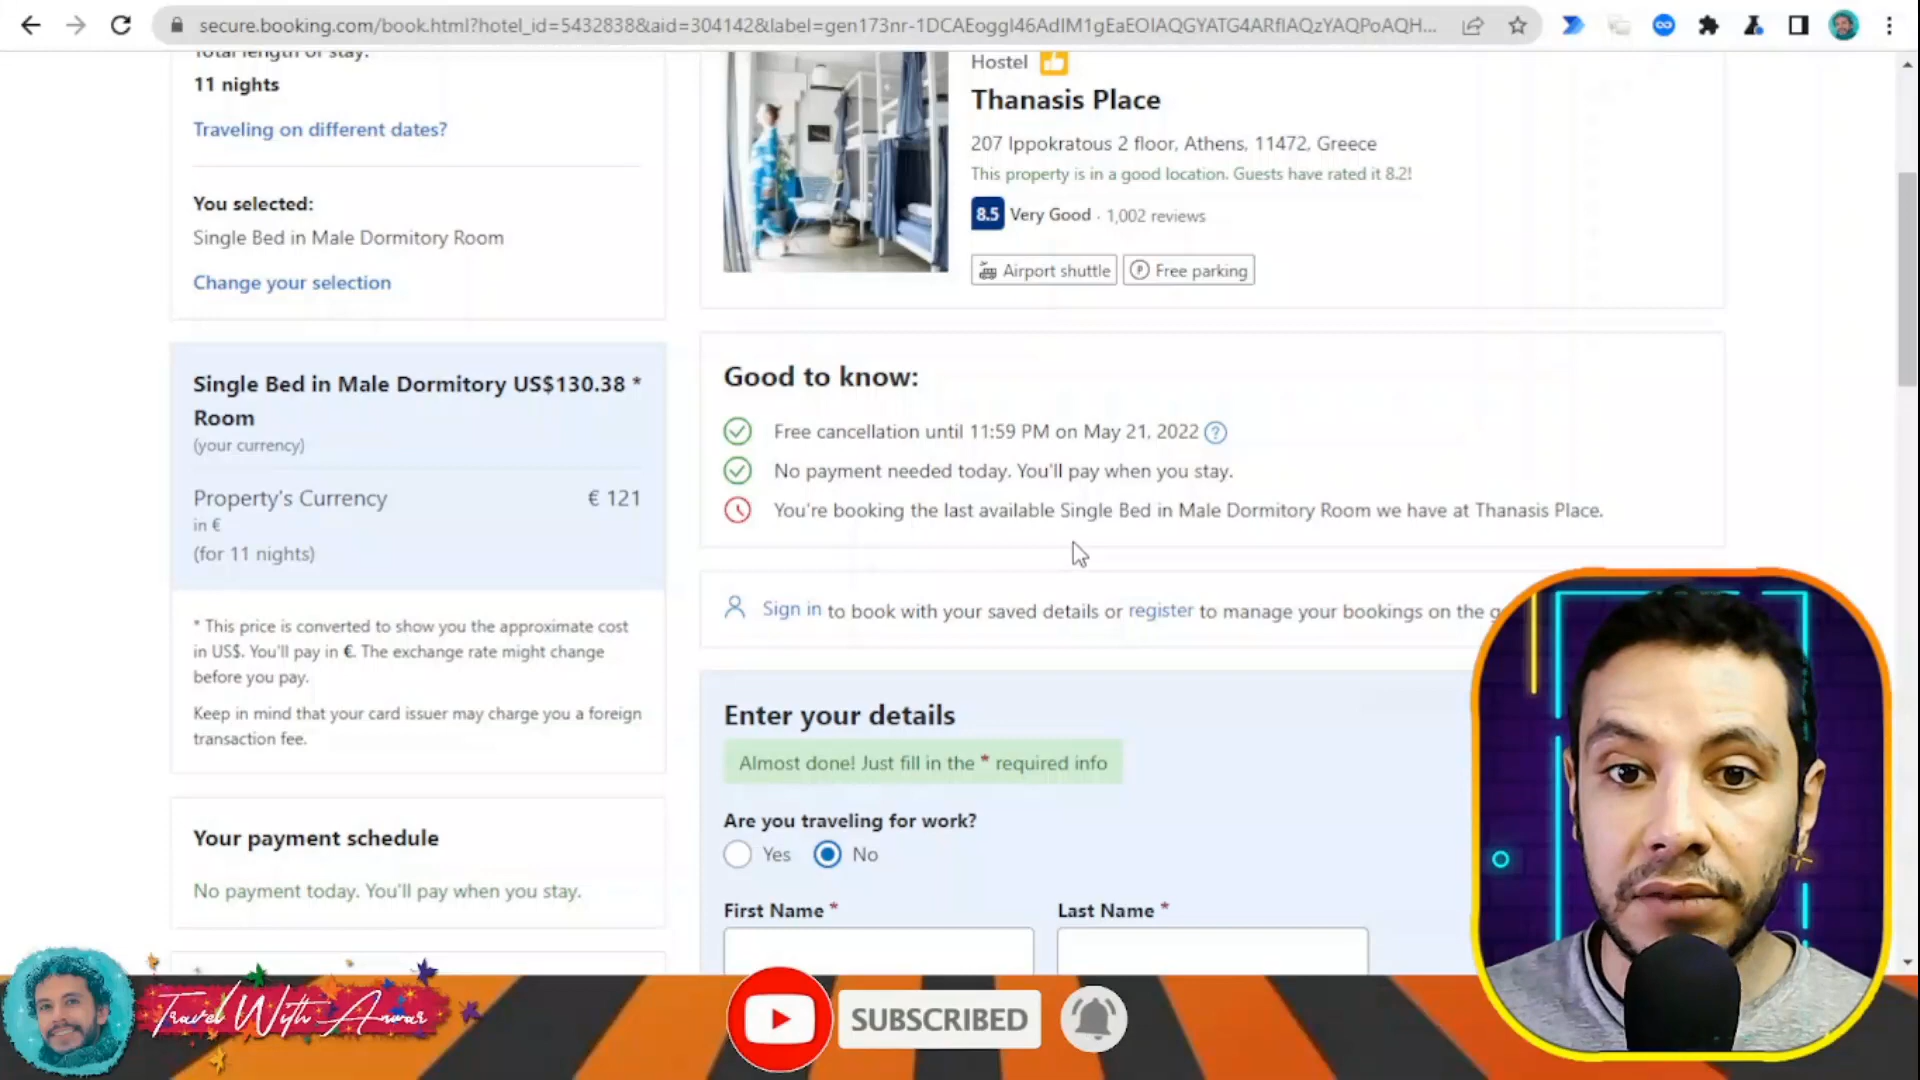 secure.booking.com/book.html?hotel_id=5432838&aid=304142&label=gen173nr-1DCAEoggI46AdIM1gEaEOIAQGYATG4ARfIAQzYAQPoAQH...
Total length of stay:
11 nights
Traveling on different dates?
You selected:
Single Bed in Male Dormitory Room
Change your selection
Single Bed in Male Dormitory US$130.38 *
Room
(your currency)
Property's Currency € 121
in €
(for 11 nights)
* This price is converted to show you the approximate cost
in US$. You'll pay in €. The exchange rate might change
before you pay.
Keep in mind that your card issuer may charge you a foreign
transaction fee.
Your payment schedule
No payment today. You'll pay when you stay.
Hostel
Thanasis Place
207 Ippokratous 2 floor, Athens, 11472, Greece
This property is in a good location. Guests have rated it 8.2!
8.5 Very Good · 1,002 reviews
Airport shuttle
Free parking
Good to know:
Free cancellation until 11:59 PM on May 21, 2022
No payment needed today. You'll pay when you stay.
You're booking the last available Single Bed in Male Dormitory Room we have at Thanasis Place.
Sign in to book with your saved details or register to manage your bookings on the
Enter your details
Almost done! Just fill in the * required info
Are you traveling for work?
Yes No
First Name * Last Name *
Travel With Anwar
SUBSCRIBED